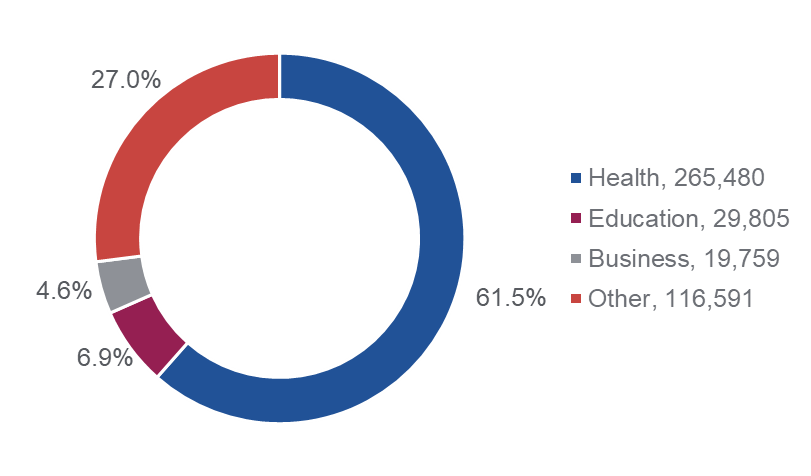 27.0%
Health, 265,480
Education, 29,805
Business, 19,759
4.6%
61.5%
Other, 116,591
6.9%